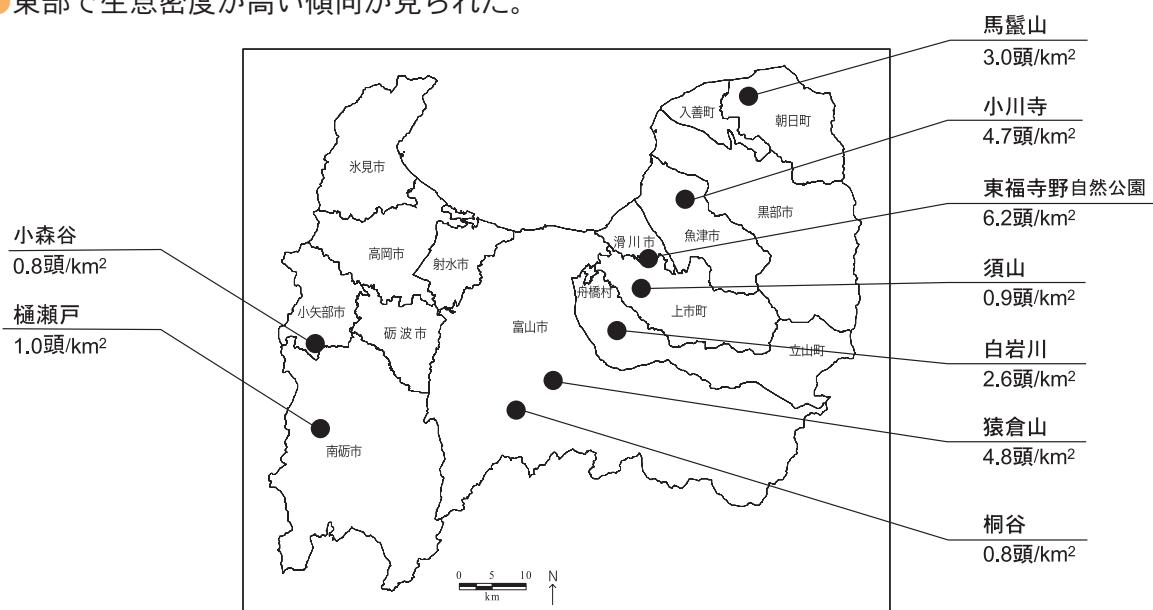 ●東部で生息密度が高い傾向が見られた。
馬鬣山
3.0頭/km²
小川寺
4.7頭/km²
東福寺野自然公園
6.2頭/km²
須山
0.9頭/km²
白岩川
2.6頭/km²
猿倉山
4.8頭/km²
桐谷
0.8頭/km²
小森谷
0.8頭/km²
樋瀬戸
1.0頭/km²
入善町
朝日町
氷見市
黒部市
魚津市
滑川市
高岡市
射水市
舟橋村
上市町
小矢部市
砺波市
富山市
立山町
南砺市
0 5 10
km
N